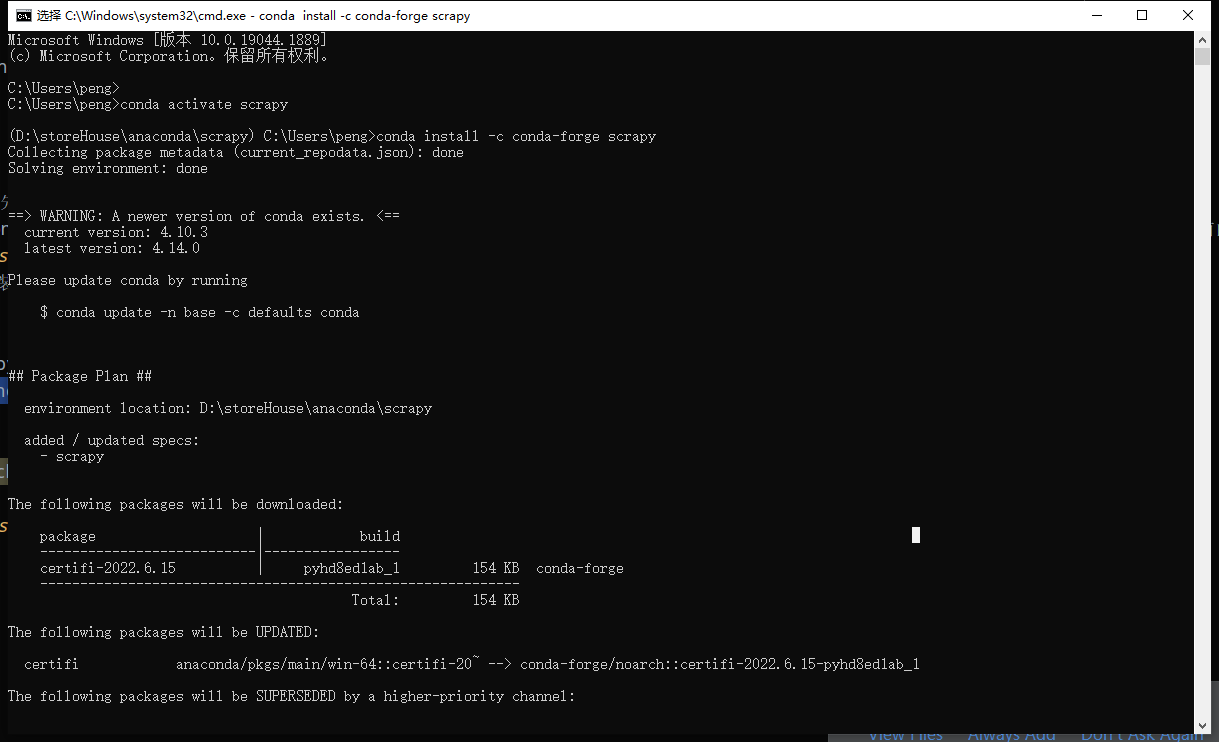 选择 C:\Windows\system32\cmd.exe - conda  install -c conda-forge scrapy
Microsoft Windows [版本 10.0.19044.1889]
(c) Microsoft Corporation。保留所有权利。
C:\Users\peng>
C:\Users\peng>conda activate scrapy
(D:\storeHouse\anaconda\scrapy) C:\Users\peng>conda install -c conda-forge scrapy
Collecting package metadata (current_repodata.json): done
Solving environment: done
==> WARNING: A newer version of conda exists. <==
  current version: 4.10.3
  latest version: 4.14.0
Please update conda by running
    $ conda update -n base -c defaults conda
## Package Plan ##
  environment location: D:\storeHouse\anaconda\scrapy
  added / updated specs:
    - scrapy
The following packages will be downloaded:
    package                    |            build
    ---------------------------|-----------------
    certifi-2022.6.15          |     pyhd8ed1ab_1         154 KB  conda-forge
    ------------------------------------------------------------
                                           Total:         154 KB
The following packages will be UPDATED:
  certifi            anaconda/pkgs/main/win-64::certifi-20~ --> conda-forge/noarch::certifi-2022.6.15-pyhd8ed1ab_1
The following packages will be SUPERSEDED by a higher-priority channel:
View Files  Always Add  Don't Ask Again